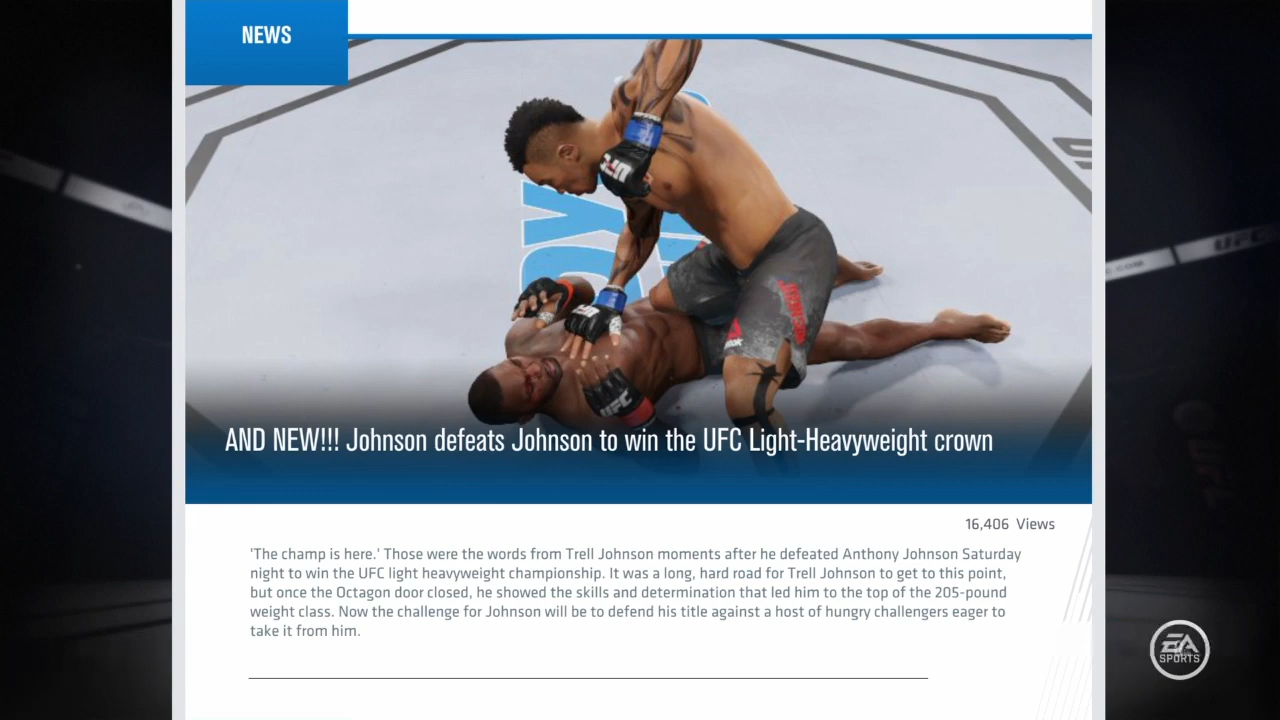 NEWS
UFC
JOHNSON
UFC
UFC
UFC
AND NEW!!! Johnson defeats Johnson to win the UFC Light-Heavyweight crown
16,406 Views
'The champ is here.' Those were the words from Trell Johnson moments after he defeated Anthony Johnson Saturday
night to win the UFC light heavyweight championship. It was a long, hard road for Trell Johnson to get to this point,
but once the Octagon door closed, he showed the skills and determination that led him to the top of the 205-pound
weight class. Now the challenge for Johnson will be to defend his title against a host of hungry challengers eager to
take it from him.
EA
SPORTS